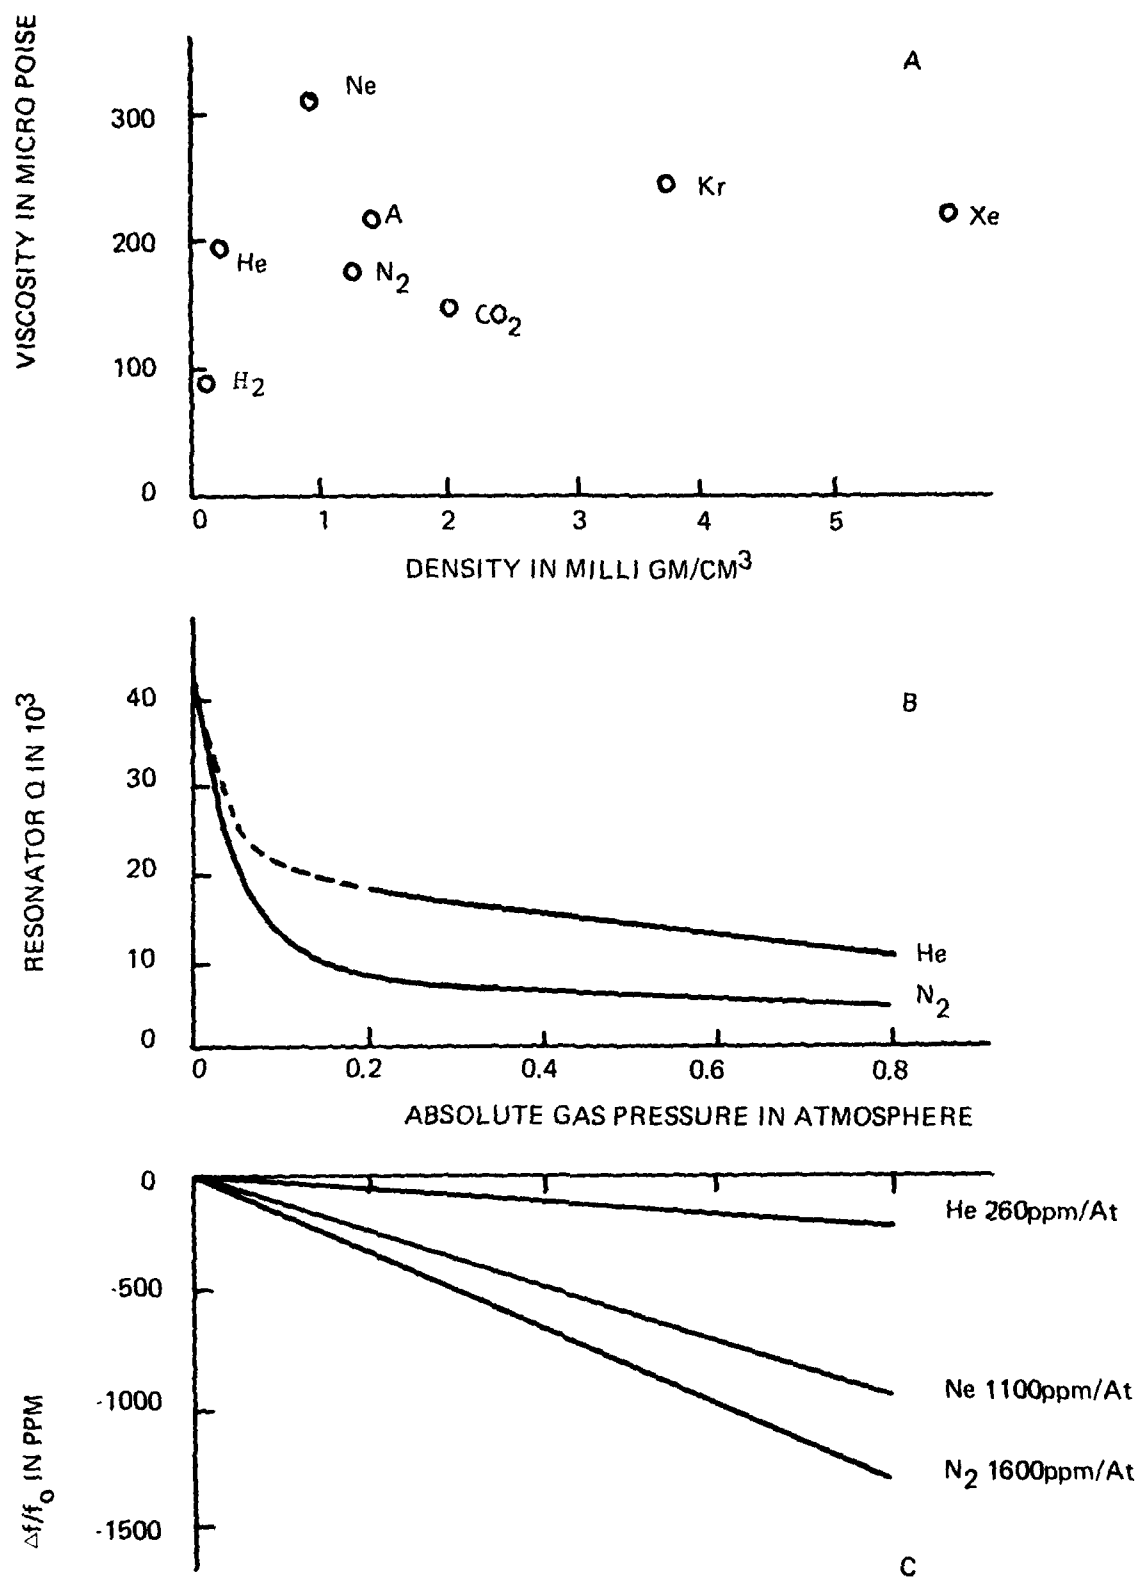 VISCOSITY IN MICRO POISE
A
300
200
100
0
Ne
A
Kr
Xe
He
N2
CO2
H2
0 1 2 3 4 5
DENSITY IN MILLI GM/CM3
RESONATOR Q IN 103
B
40
30
20
10
0
He
N2
0 0.2 0.4 0.6 0.8
ABSOLUTE GAS PRESSURE IN ATMOSPHERE
Δf/fo IN PPM
0
-500
-1000
-1500
He 260ppm/At
Ne 1100ppm/At
N2 1600ppm/At
C